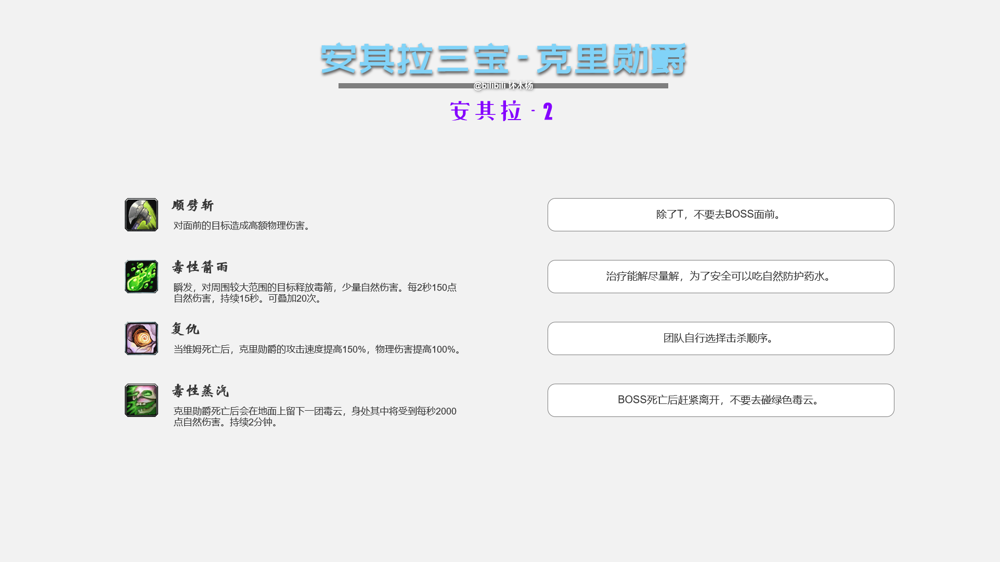 安其拉三宝-克里勋爵
@bilibili 坏木杨
安其拉 - 2
顺劈斩
对面前的目标造成高额物理伤害。
除了T，不要去BOSS面前。
毒性箭雨
瞬发，对周围较大范围的目标释放毒箭，少量自然伤害。每2秒150点
自然伤害，持续15秒。可叠加20次。
治疗能解尽量解，为了安全可以吃自然防护药水。
复仇
当维姆死亡后，克里勋爵的攻击速度提高150%，物理伤害提高100%。
团队自行选择击杀顺序。
毒性蒸汽
克里勋爵死亡后会在地面上留下一团毒云，身处其中将受到每秒2000
点自然伤害。持续2分钟。
BOSS死亡后赶紧离开，不要去碰绿色毒云。